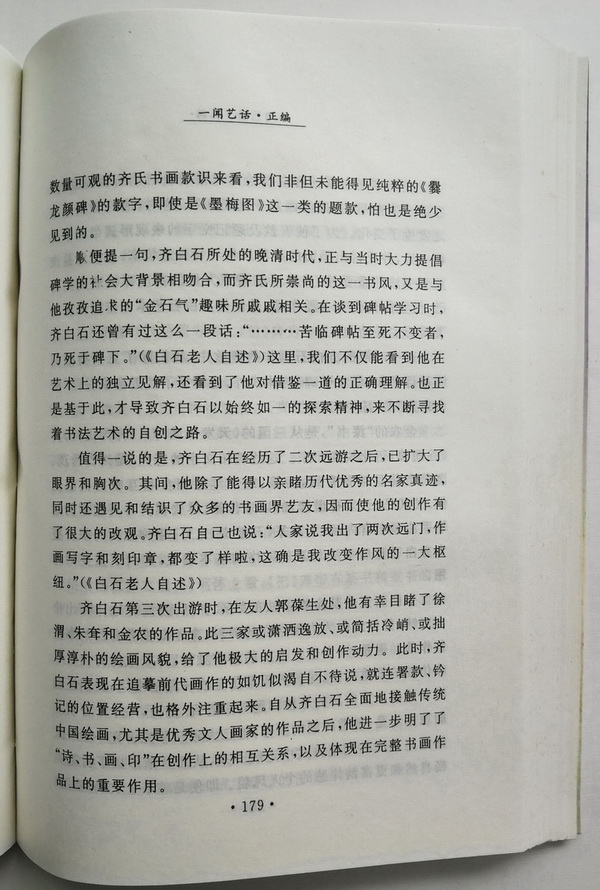 一闲艺话·正编
数量可观的齐氏书画款识来看，我们非但未能得见纯粹的《爨
龙颜碑》的款字，即使是《墨梅图》这一类的题款，怕也是绝少
见到的。
顺便提一句，齐白石所处的晚清时代，正与当时大力提倡
碑学的社会大背景相吻合，而齐氏所崇尚的这一书风，又是与
他孜孜追求的“金石气”趣味所戚戚相关。在谈到碑帖学习时，
齐白石还曾有过这么一段话：“………苦临碑帖至死不变者，
乃死于碑下。”(《白石老人自述》)这里，我们不仅能看到他在
艺术上的独立见解，还看到了他对借鉴一道的正确理解。也正
是基于此，才导致齐白石以始终如一的探索精神，来不断寻找
着书法艺术的自创之路。
值得一说的是，齐白石在经历了二次远游之后，已扩大了
眼界和胸次。其间，他除了能得以亲睹历代优秀的名家真迹，
同时还遇见和结识了众多的书画界艺友，因而使他的创作有
了很大的改观。齐白石自己也说：“人家说我出了两次远门，作
画写字和刻印章，都变了样啦，这确是我改变作风的一大枢
纽。”(《白石老人自述》)
齐白石第三次出游时，在友人郭葆生处，他有幸目睹了徐
渭、朱耷和金农的作品。此三家或潇洒逸放、或简括冷峭、或拙
厚淳朴的绘画风貌，给了他极大的启发和创作动力。此时，齐
白石表现在追摹前代画作的如饥似渴自不待说，就连署款、钤
记的位置经营，也格外注重起来。自从齐白石全面地接触传统
中国绘画，尤其是优秀文人画家的作品之后，他进一步明了了
“诗、书、画、印”在创作上的相互关系，以及体现在完整书画作
品上的重要作用。
·179·